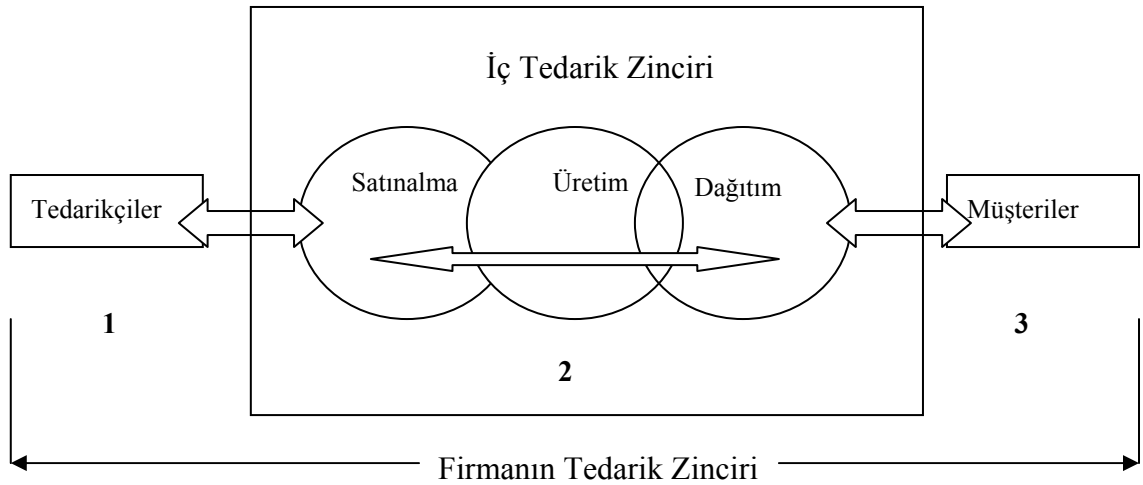 İç Tedarik Zinciri
Satınalma
Üretim
Dağıtım
Tedarikçiler
Müşteriler
1
2
3
Firmanın Tedarik Zinciri